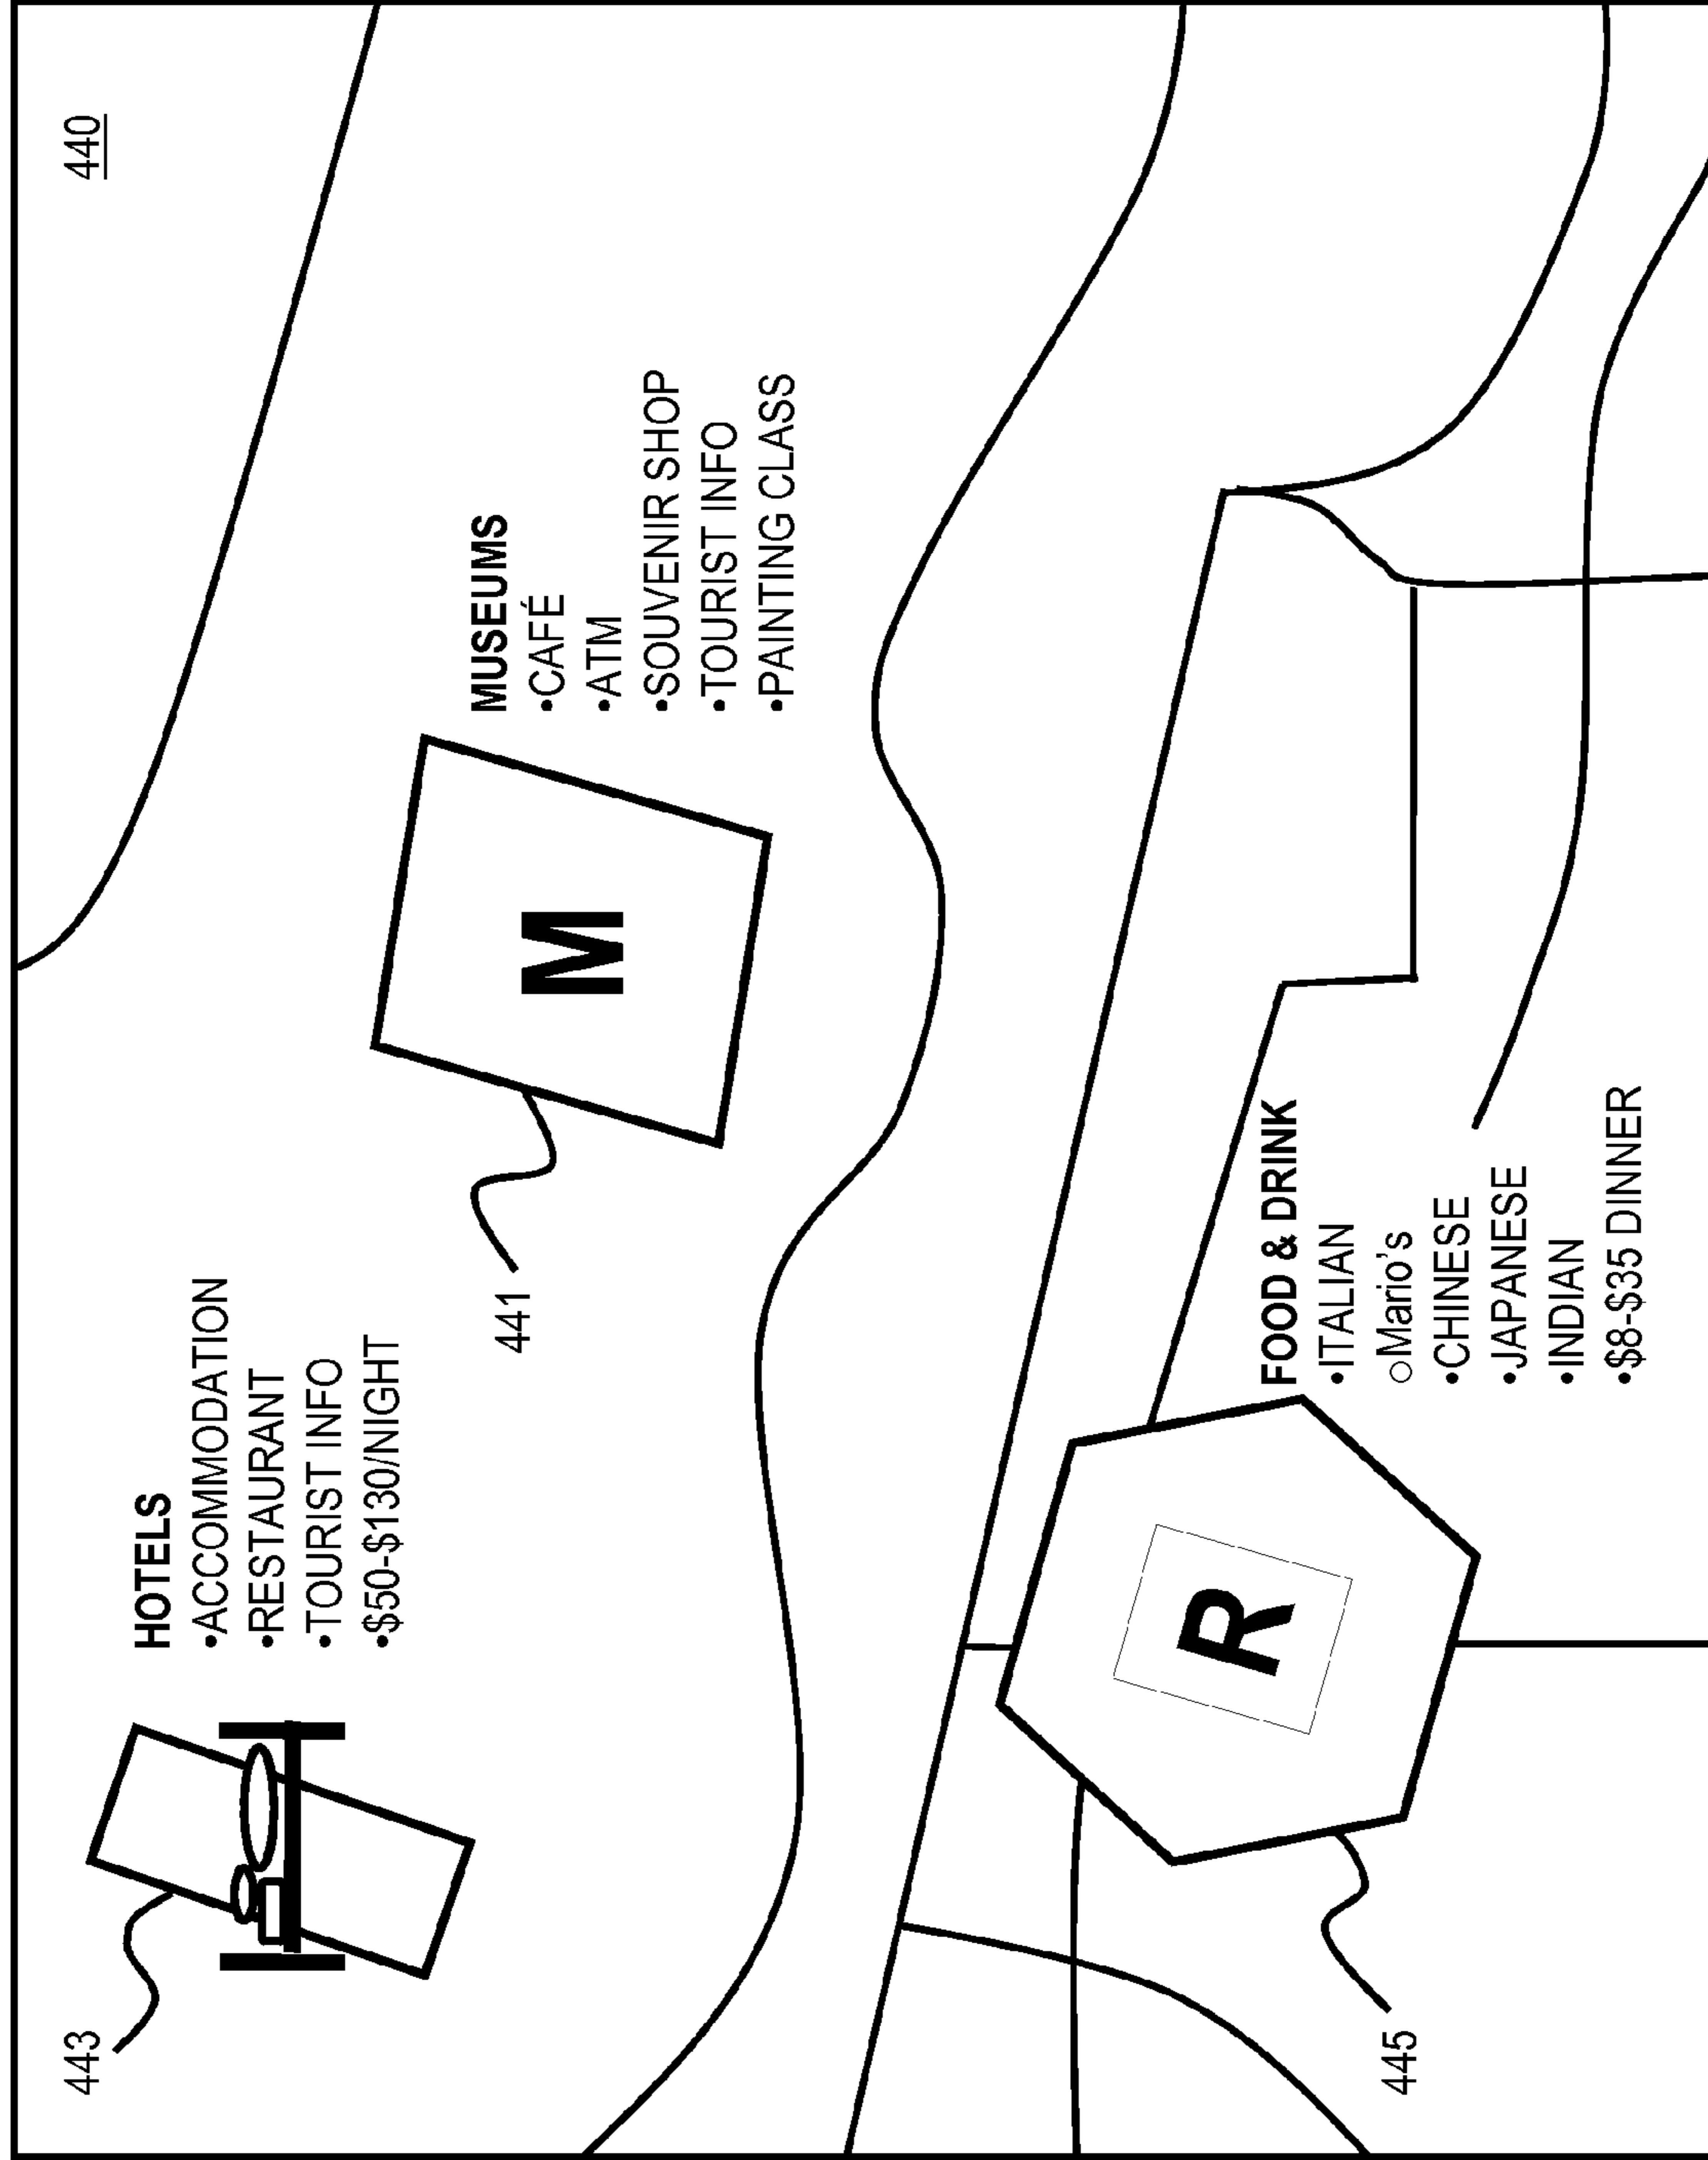 440
443
HOTELS
•ACCOMMODATION
•RESTAURANT
•TOURIST INFO
•$50-$130/NIGHT
441
M
MUSEUMS
•CAFÉ
•ATM
•SOUVENIR SHOP
•TOURIST INFO
•PAINTING CLASS
R
FOOD & DRINK
•ITALIAN
○Mario's
•CHINESE
•JAPANESE
•INDIAN
•$8-$35 DINNER
445